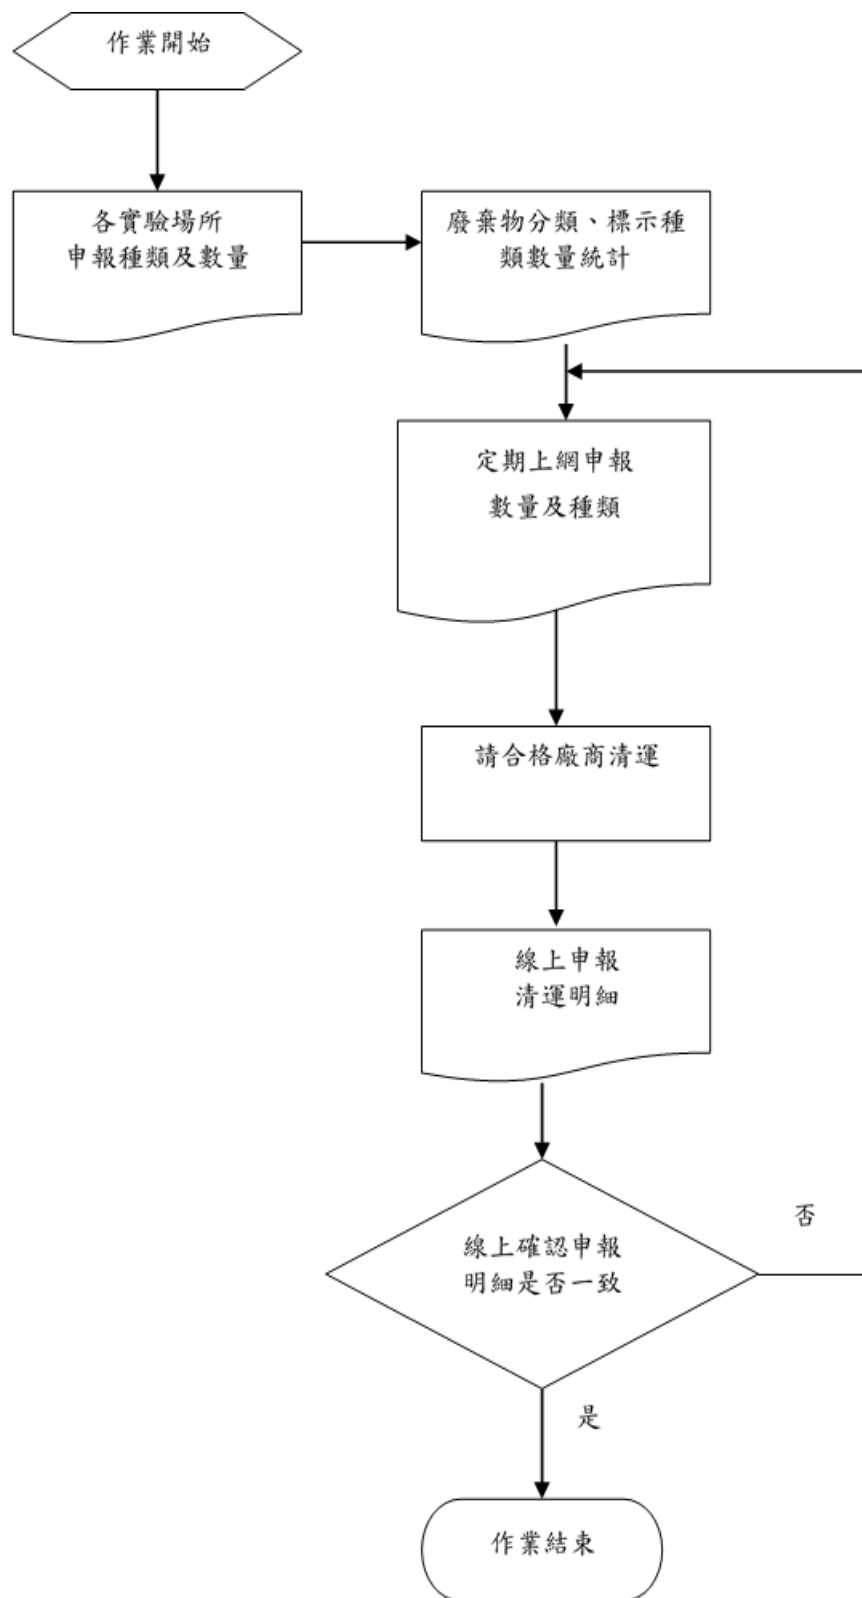 作業開始
各實驗場所
申報種類及數量
廢棄物分類、標示種
類數量統計
定期上網申報
數量及種類
請合格廠商清運
線上申報
清運明細
線上確認申報
明細是否一致
否
是
作業結束